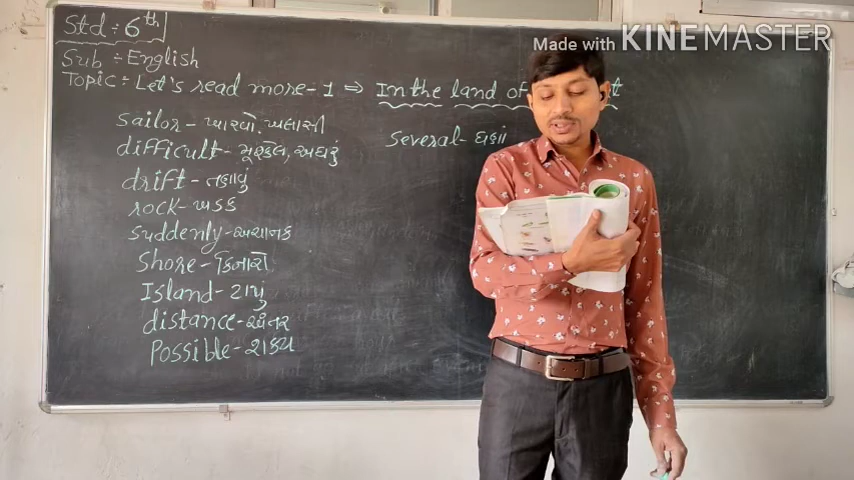 Made with KINEMASTER
Std : 6th
Sub : English
Topic : Let's read more-1 ⇒ In the land of
sailor - ખારવો, ખલાસી
difficult - મુશ્કેલ, અઘરું
drift - તણાવું
rock - ખડક
suddenly - અચાનક
Shore - કિનારો
Island - ટાપુ
distance - અંતર
Possible - શક્ય
several - ઘણાં